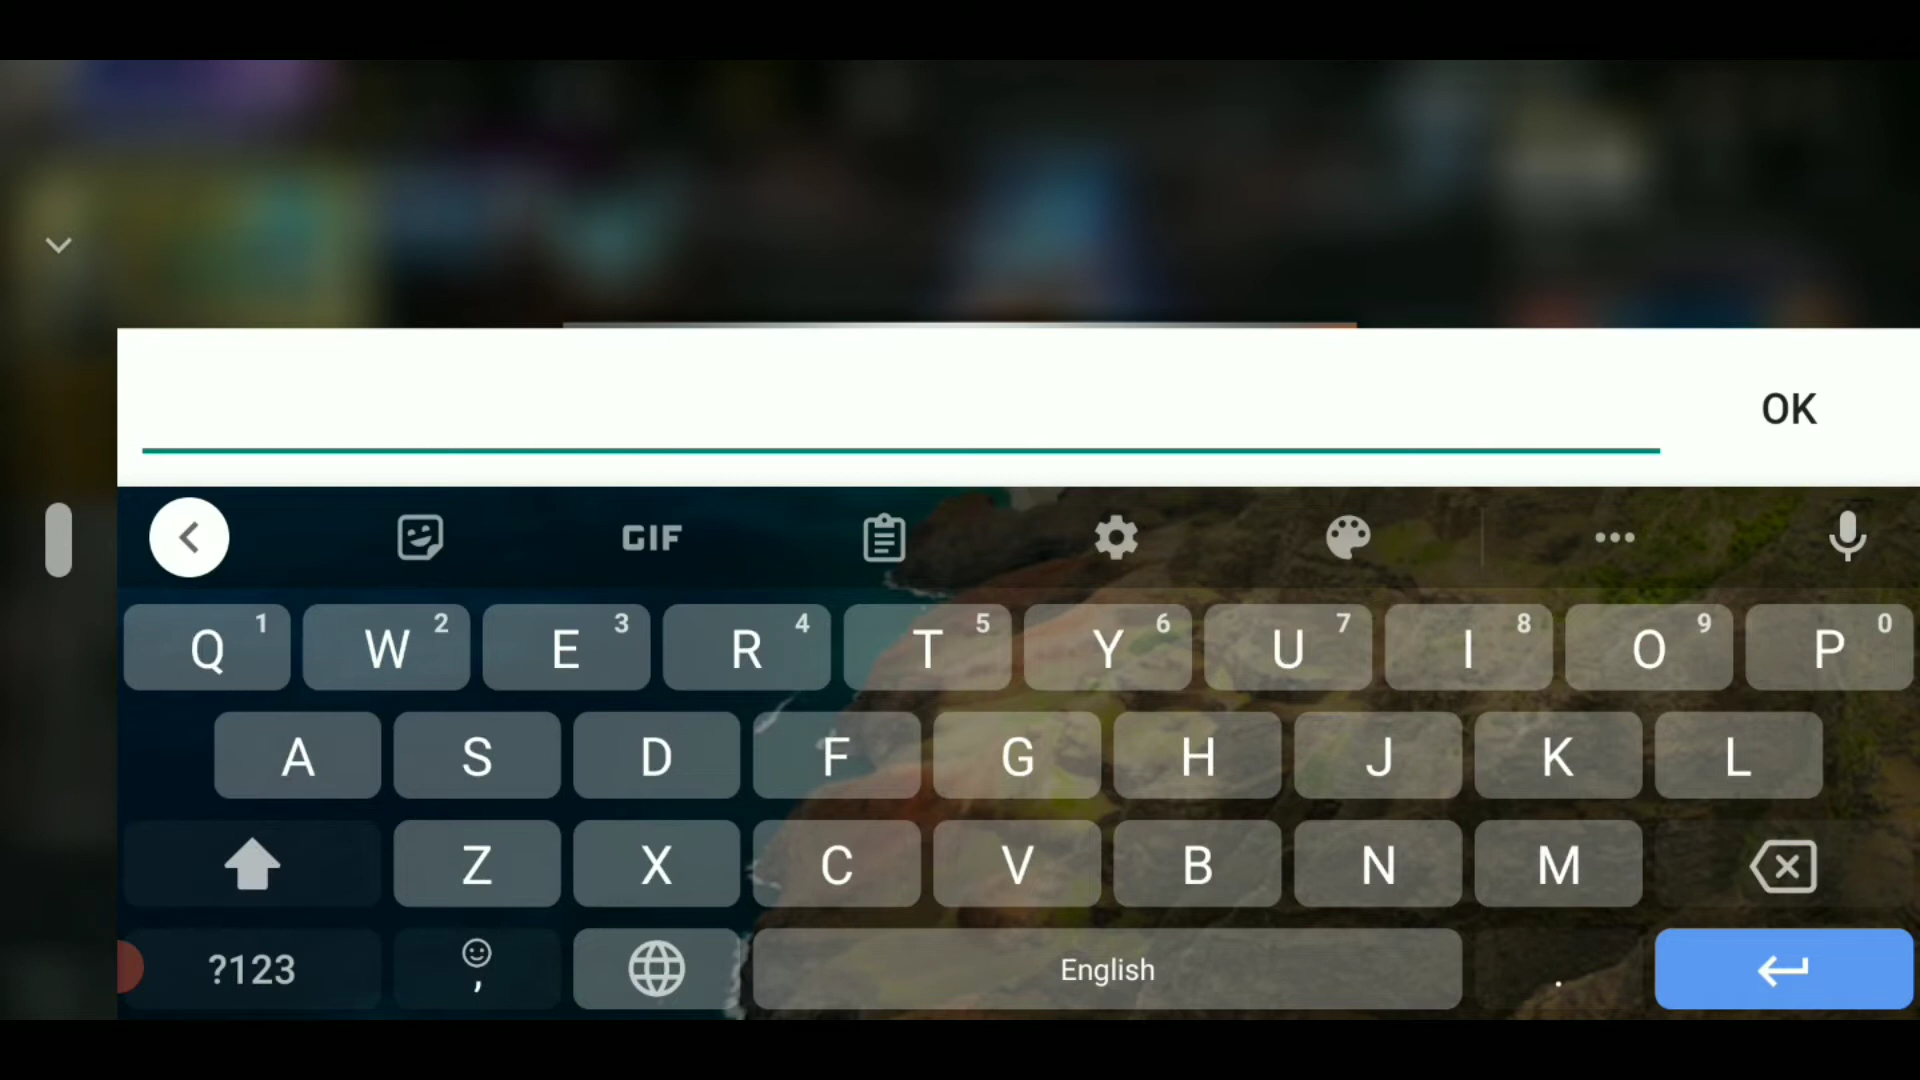 OK
GIF
Q 1 W 2 E 3 R 4 T 5 Y 6 U 7 I 8 O 9 P 0
A S D F G H J K L
Z X C V B N M
?123 , English .